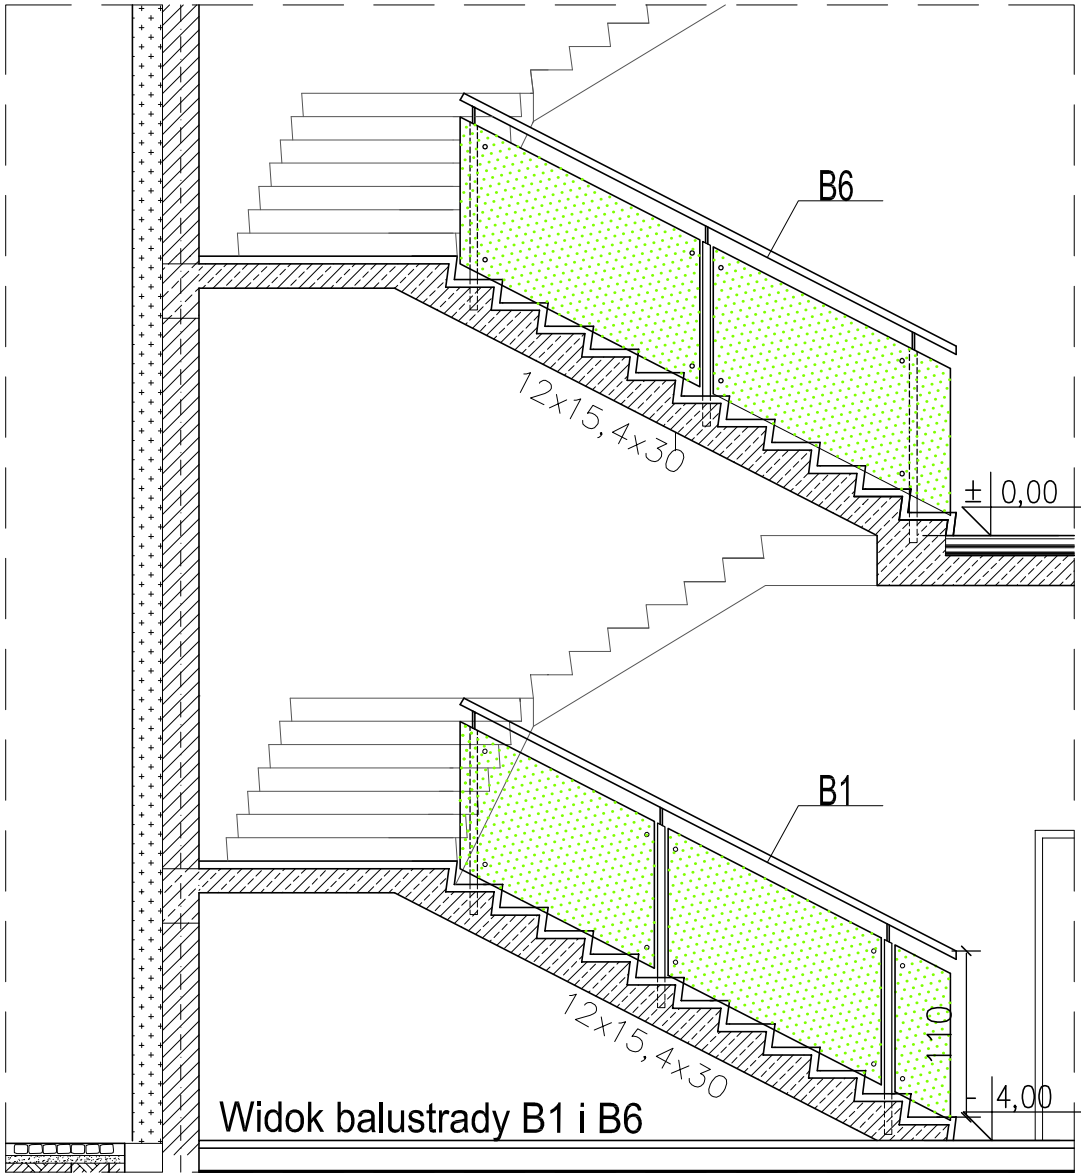 B6
12x15,4x30
± 0,00
B1
12x15,4x30
110
- 4,00
Widok balustrady B1 i B6